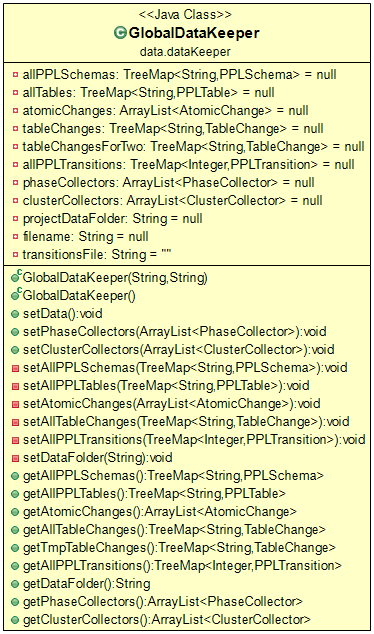 <<Java Class>>
GlobalDataKeeper
data.dataKeeper
allPPLSchemas: TreeMap<String,PPLSchema> = null
allTables: TreeMap<String,PPLTable> = null
atomicChanges: ArrayList<AtomicChange> = null
tableChanges: TreeMap<String,TableChange> = null
tableChangesForTwo: TreeMap<String,TableChange> = null
allPPLTransitions: TreeMap<Integer,PPLTransition> = null
phaseCollectors: ArrayList<PhaseCollector> = null
clusterCollectors: ArrayList<ClusterCollector> = null
projectDataFolder: String = null
filename: String = null
transitionsFile: String = ""
GlobalDataKeeper(String,String)
GlobalDataKeeper()
setData():void
setPhaseCollectors(ArrayList<PhaseCollector>):void
setClusterCollectors(ArrayList<ClusterCollector>):void
setAllPPLSchemas(TreeMap<String,PPLSchema>):void
setAllPPLTables(TreeMap<String,PPLTable>):void
setAtomicChanges(ArrayList<AtomicChange>):void
setAllTableChanges(TreeMap<String,TableChange>):void
setAllPPLTransitions(TreeMap<Integer,PPLTransition>):void
setDataFolder(String):void
getAllPPLSchemas():TreeMap<String,PPLSchema>
getAllPPLTables():TreeMap<String,PPLTable>
getAtomicChanges():ArrayList<AtomicChange>
getAllTableChanges():TreeMap<String,TableChange>
getTmpTableChanges():TreeMap<String,TableChange>
getAllPPLTransitions():TreeMap<Integer,PPLTransition>
getDataFolder():String
getPhaseCollectors():ArrayList<PhaseCollector>
getClusterCollectors():ArrayList<ClusterCollector>